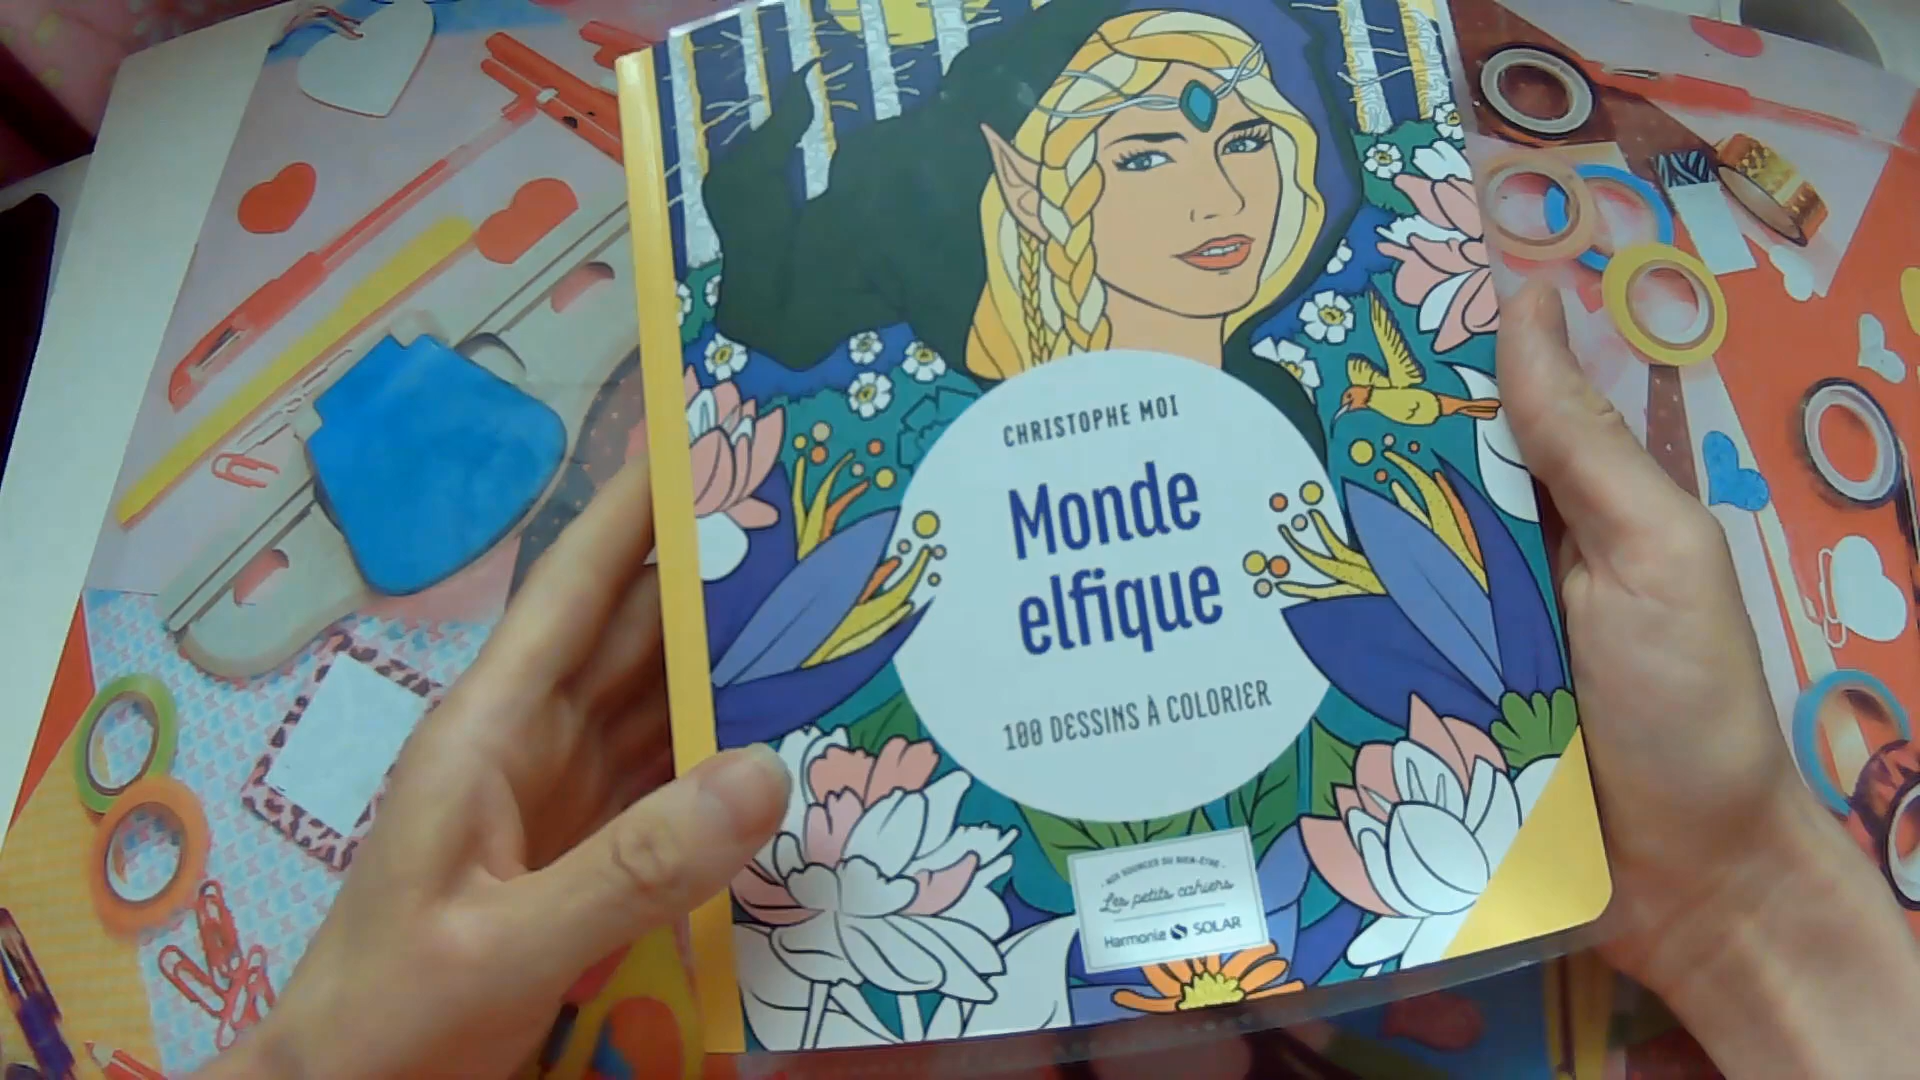 CHRISTOPHE MOI
Monde
elfique
100 DESSINS À COLORIER
Les petits cahiers
Harmonie SOLAR